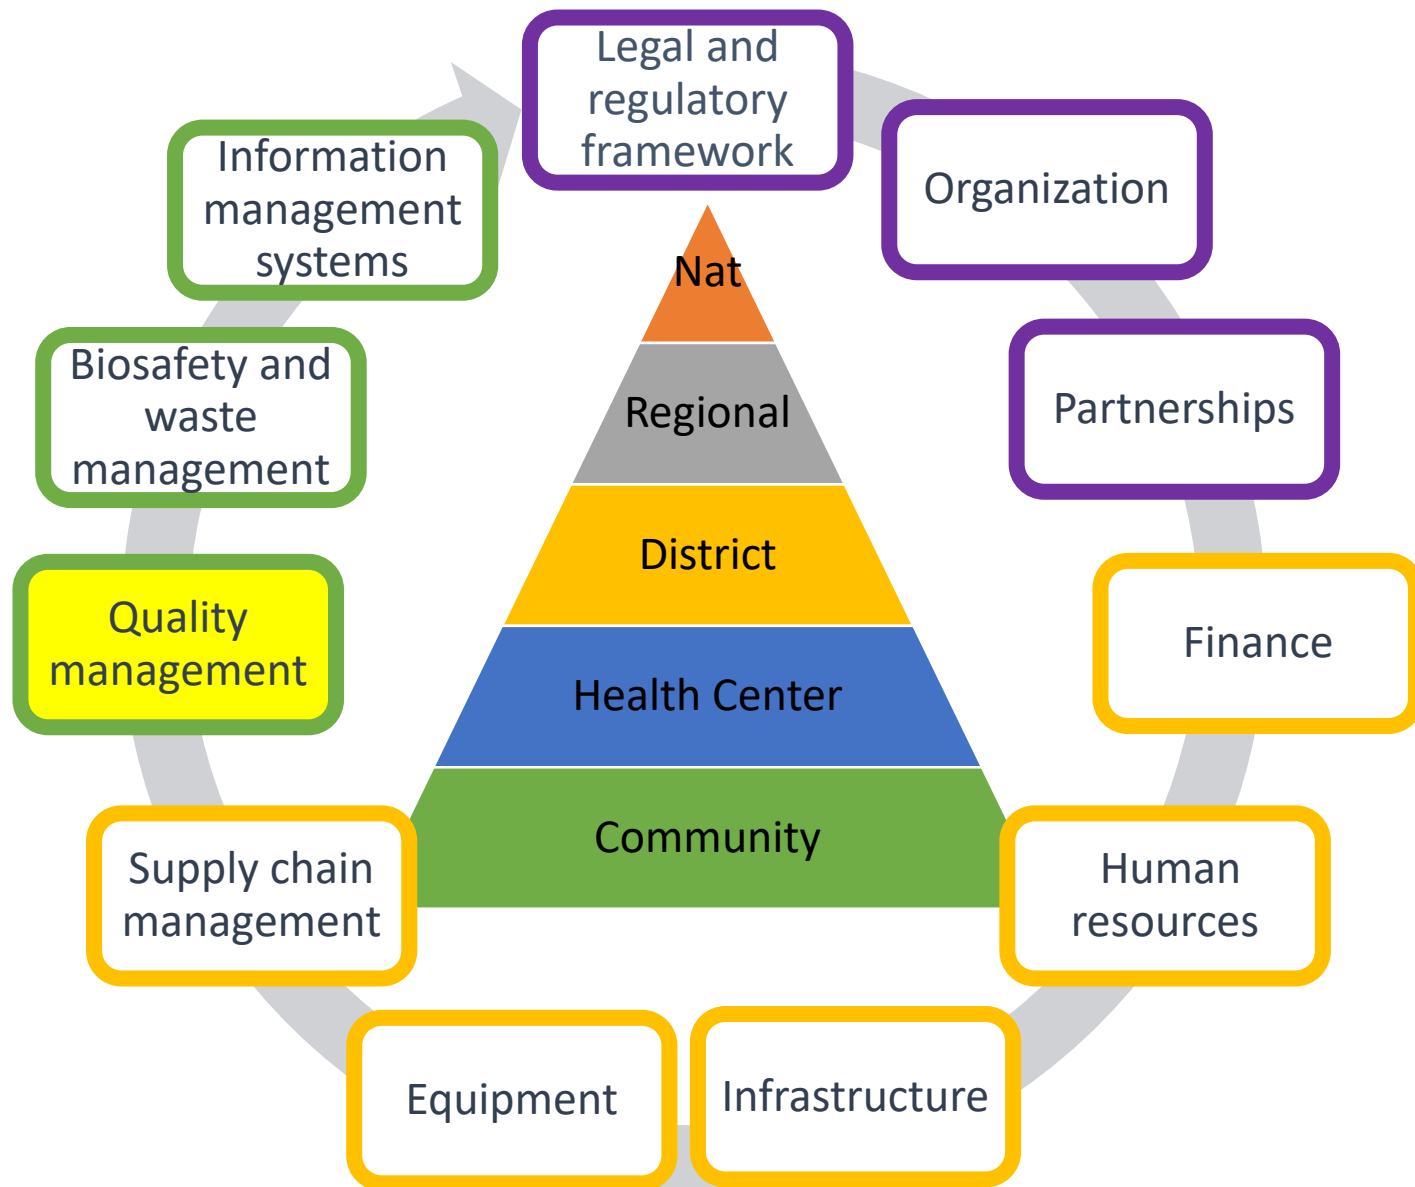 Legal and
regulatory
framework
Organization
Partnerships
Finance
Human
resources
Infrastructure
Equipment
Supply chain
management
Quality
management
Biosafety and
waste
management
Information
management
systems
Nat
Regional
District
Health Center
Community